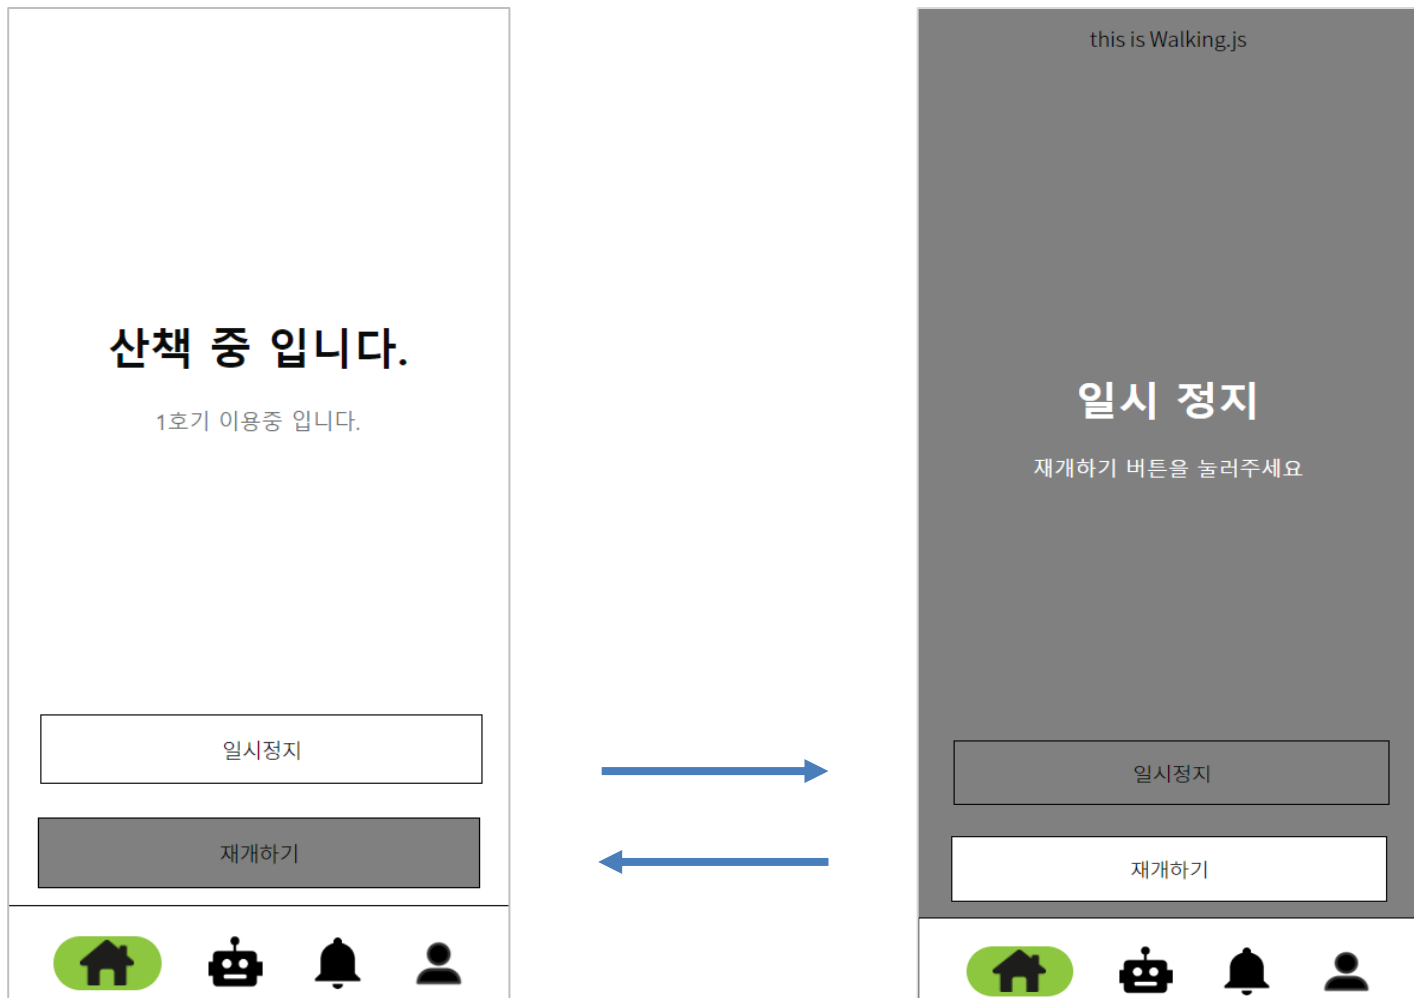 산책 중 입니다.
1호기 이용중 입니다.
일시정지
재개하기
this is Walking.js
일시 정지
재개하기 버튼을 눌러주세요
일시정지
재개하기